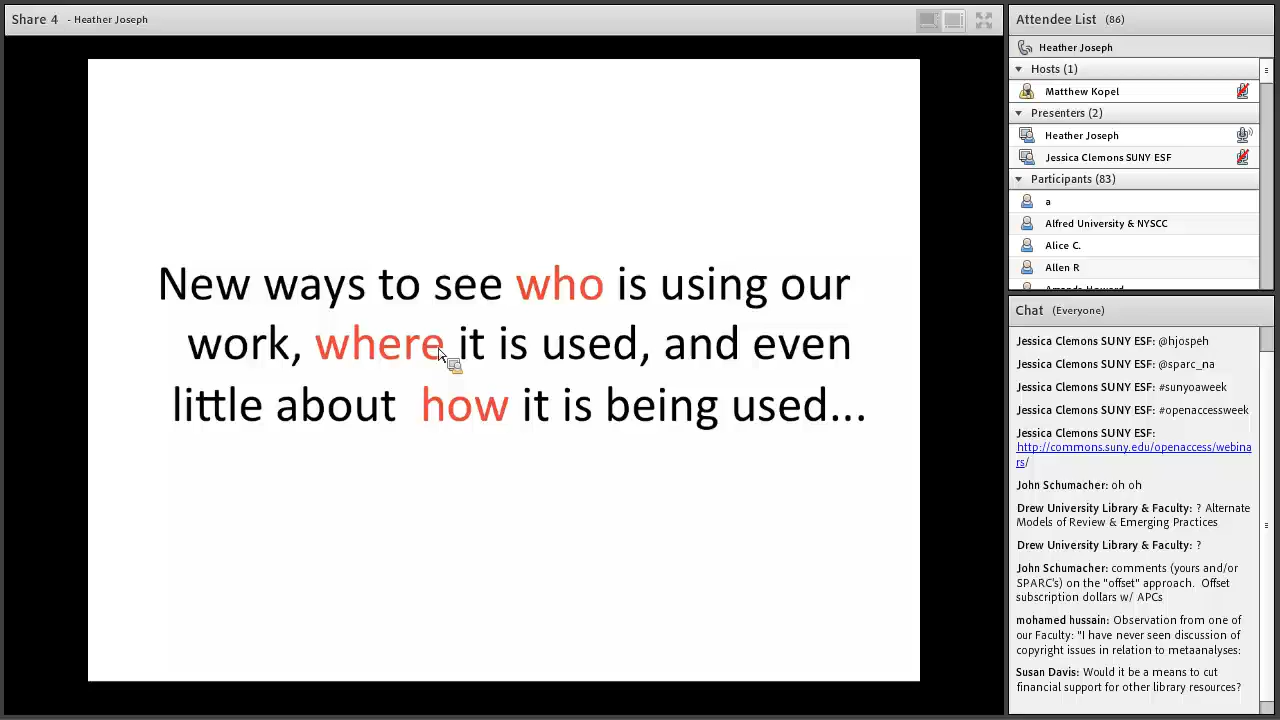 Share 4 - Heather Joseph
New ways to see who is using our
work, where it is used, and even
little about how it is being used...
Attendee List (86)
Heather Joseph
Hosts (1)
Matthew Kopel
Presenters (2)
Heather Joseph
Jessica Clemons SUNY ESF
Participants (83)
a
Alfred University & NYSCC
Alice C.
Allen R
Amanda Howard
Chat (Everyone)
Jessica Clemons SUNY ESF: @hjospeh
Jessica Clemons SUNY ESF: @sparc_na
Jessica Clemons SUNY ESF: #sunyoaweek
Jessica Clemons SUNY ESF: #openaccessweek
Jessica Clemons SUNY ESF:
http://commons.suny.edu/openaccess/webina
rs/
John Schumacher: oh oh
Drew University Library & Faculty: ? Alternate
Models of Review & Emerging Practices
Drew University Library & Faculty: ?
John Schumacher: comments (yours and/or
SPARC's) on the "offset" approach. Offset
subscription dollars w/ APCs
mohamed hussain: Observation from one of
our Faculty: "I have never seen discussion of
copyright issues in relation to metaanalyses:
Susan Davis: Would it be a means to cut
financial support for other library resources?